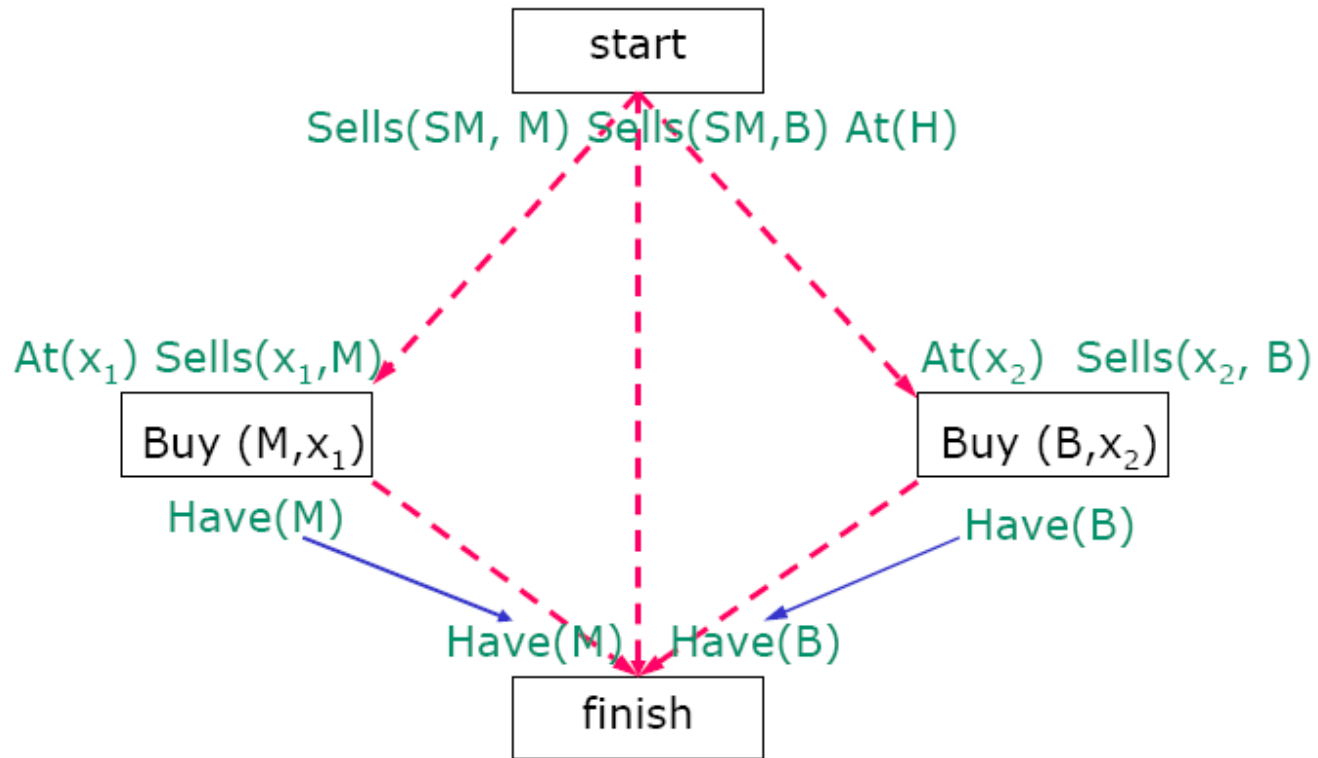 start
Sells(SM, M) Sells(SM,B) At(H)
At(x₁) Sells(x₁,M)
At(x₂) Sells(x₂, B)
Buy (M,x₁)
Buy (B,x₂)
Have(M)
Have(B)
Have(M)
Have(B)
finish